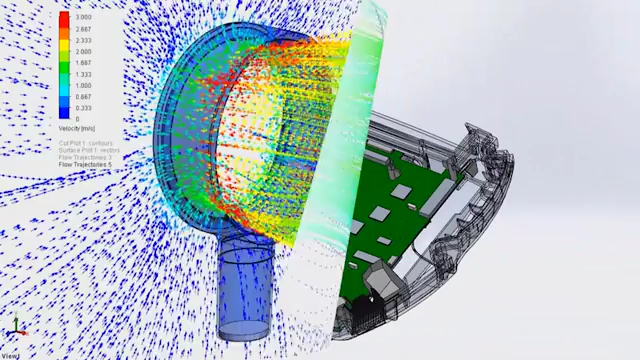 3.000
2.667
2.333
2.000
1.667
1.333
1.000
0.667
0.333
0
Velocity [m/s]
Cut Plot 1: contours
Surface Plot 1: vectors
Flow Trajectories 3
Flow Trajectories 5
View1